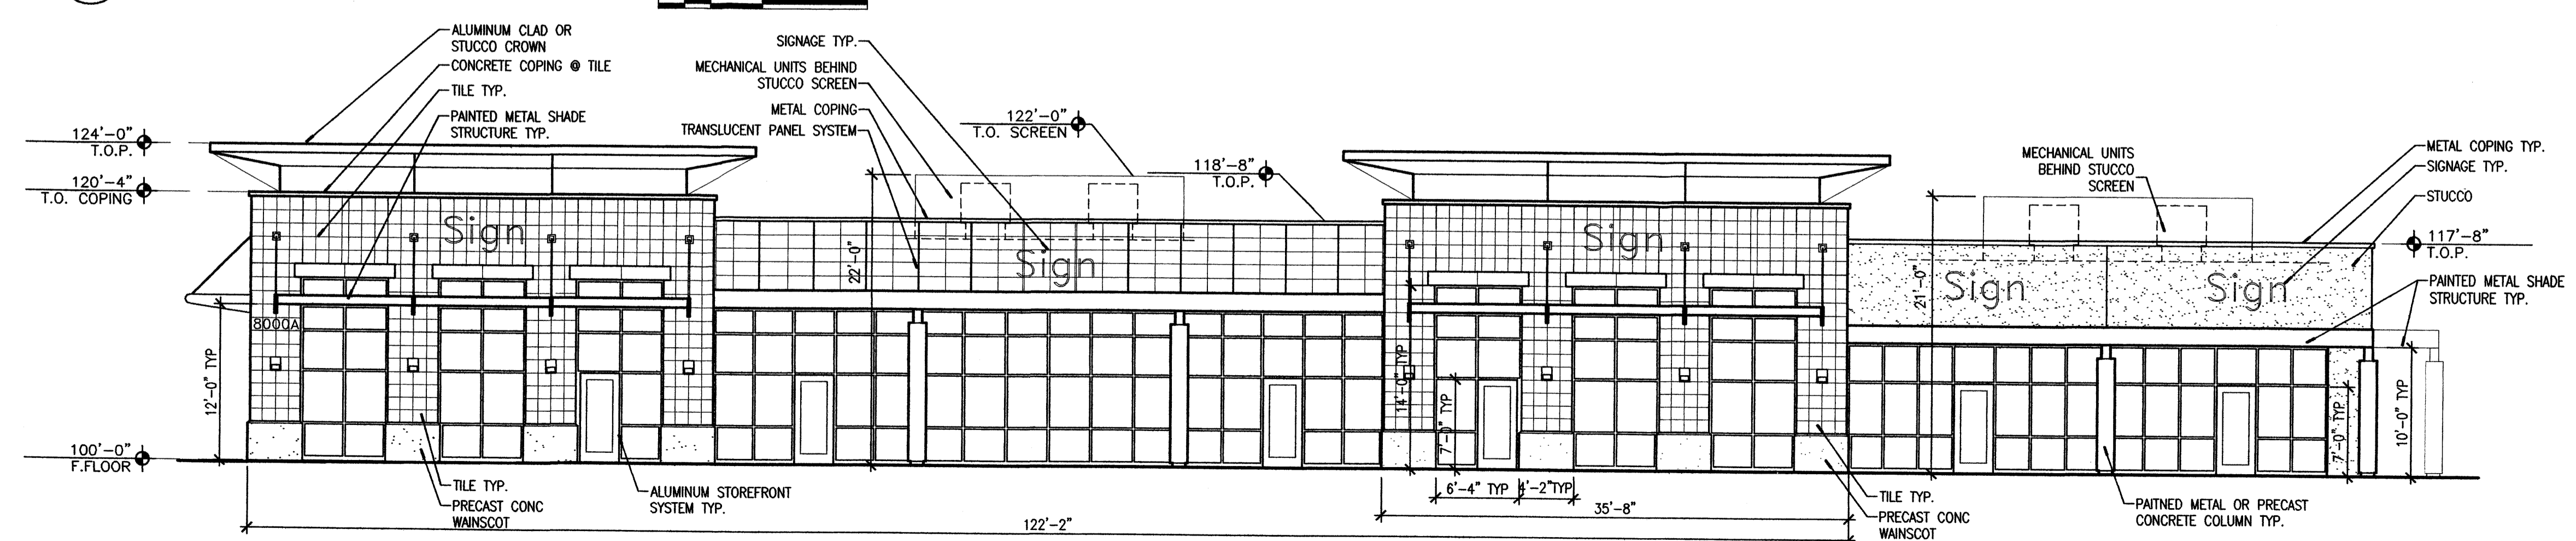 ALUMINUM CLAD OR
STUCCO CROWN
CONCRETE COPING @ TILE
TILE TYP.
PAINTED METAL SHADE
STRUCTURE TYP.
SIGNAGE TYP.
MECHANICAL UNITS BEHIND
STUCCO SCREEN
METAL COPING
TRANSLUCENT PANEL SYSTEM
122'-0"
T.O. SCREEN
118'-8"
T.O.P.
MECHANICAL UNITS
BEHIND STUCCO
SCREEN
METAL COPING TYP.
SIGNAGE TYP.
STUCCO
117'-8"
T.O.P.
PAINTED METAL SHADE
STRUCTURE TYP.
124'-0"
T.O.P.
120'-4"
T.O. COPING
100'-0"
F.FLOOR
Sign
Sign
Sign
Sign
Sign
8000A
12'-0" TYP
22'-0"
14'-0" TYP
7'-0" TYP
21'-0"
7'-0" TYP
10'-0" TYP
6'-4" TYP
4'-2"TYP
35'-8"
122'-2"
TILE TYP.
PRECAST CONC
WAINSCOT
ALUMINUM STOREFRONT
SYSTEM TYP.
TILE TYP.
PRECAST CONC
WAINSCOT
PAITNED METAL OR PRECAST
CONCRETE COLUMN TYP.